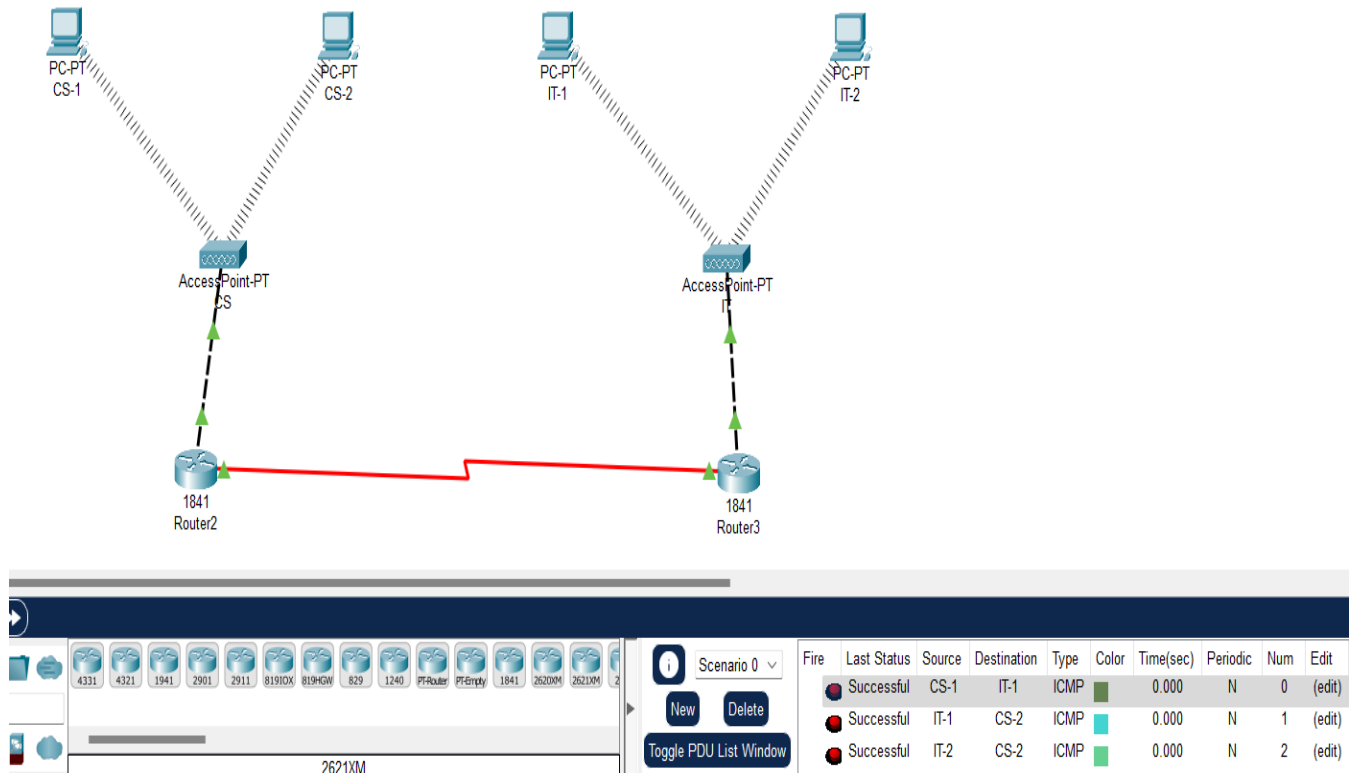 PC-PT
CS-1
PC-PT
CS-2
PC-PT
IT-1
PC-PT
IT-2
AccessPoint-PT
CS
AccessPoint-PT
IT
1841
Router2
1841
Router3
4331 4321 1941 2901 2911 819IOX 819HGW 829 1240 PT-Router PT-Empty 1841 2620XM 2621XM 2
2621XM
Scenario 0
New Delete
Toggle PDU List Window
Fire Last Status Source Destination Type Color Time(sec) Periodic Num Edit
Successful CS-1 IT-1 ICMP 0.000 N 0 (edit)
Successful IT-1 CS-2 ICMP 0.000 N 1 (edit)
Successful IT-2 CS-2 ICMP 0.000 N 2 (edit)